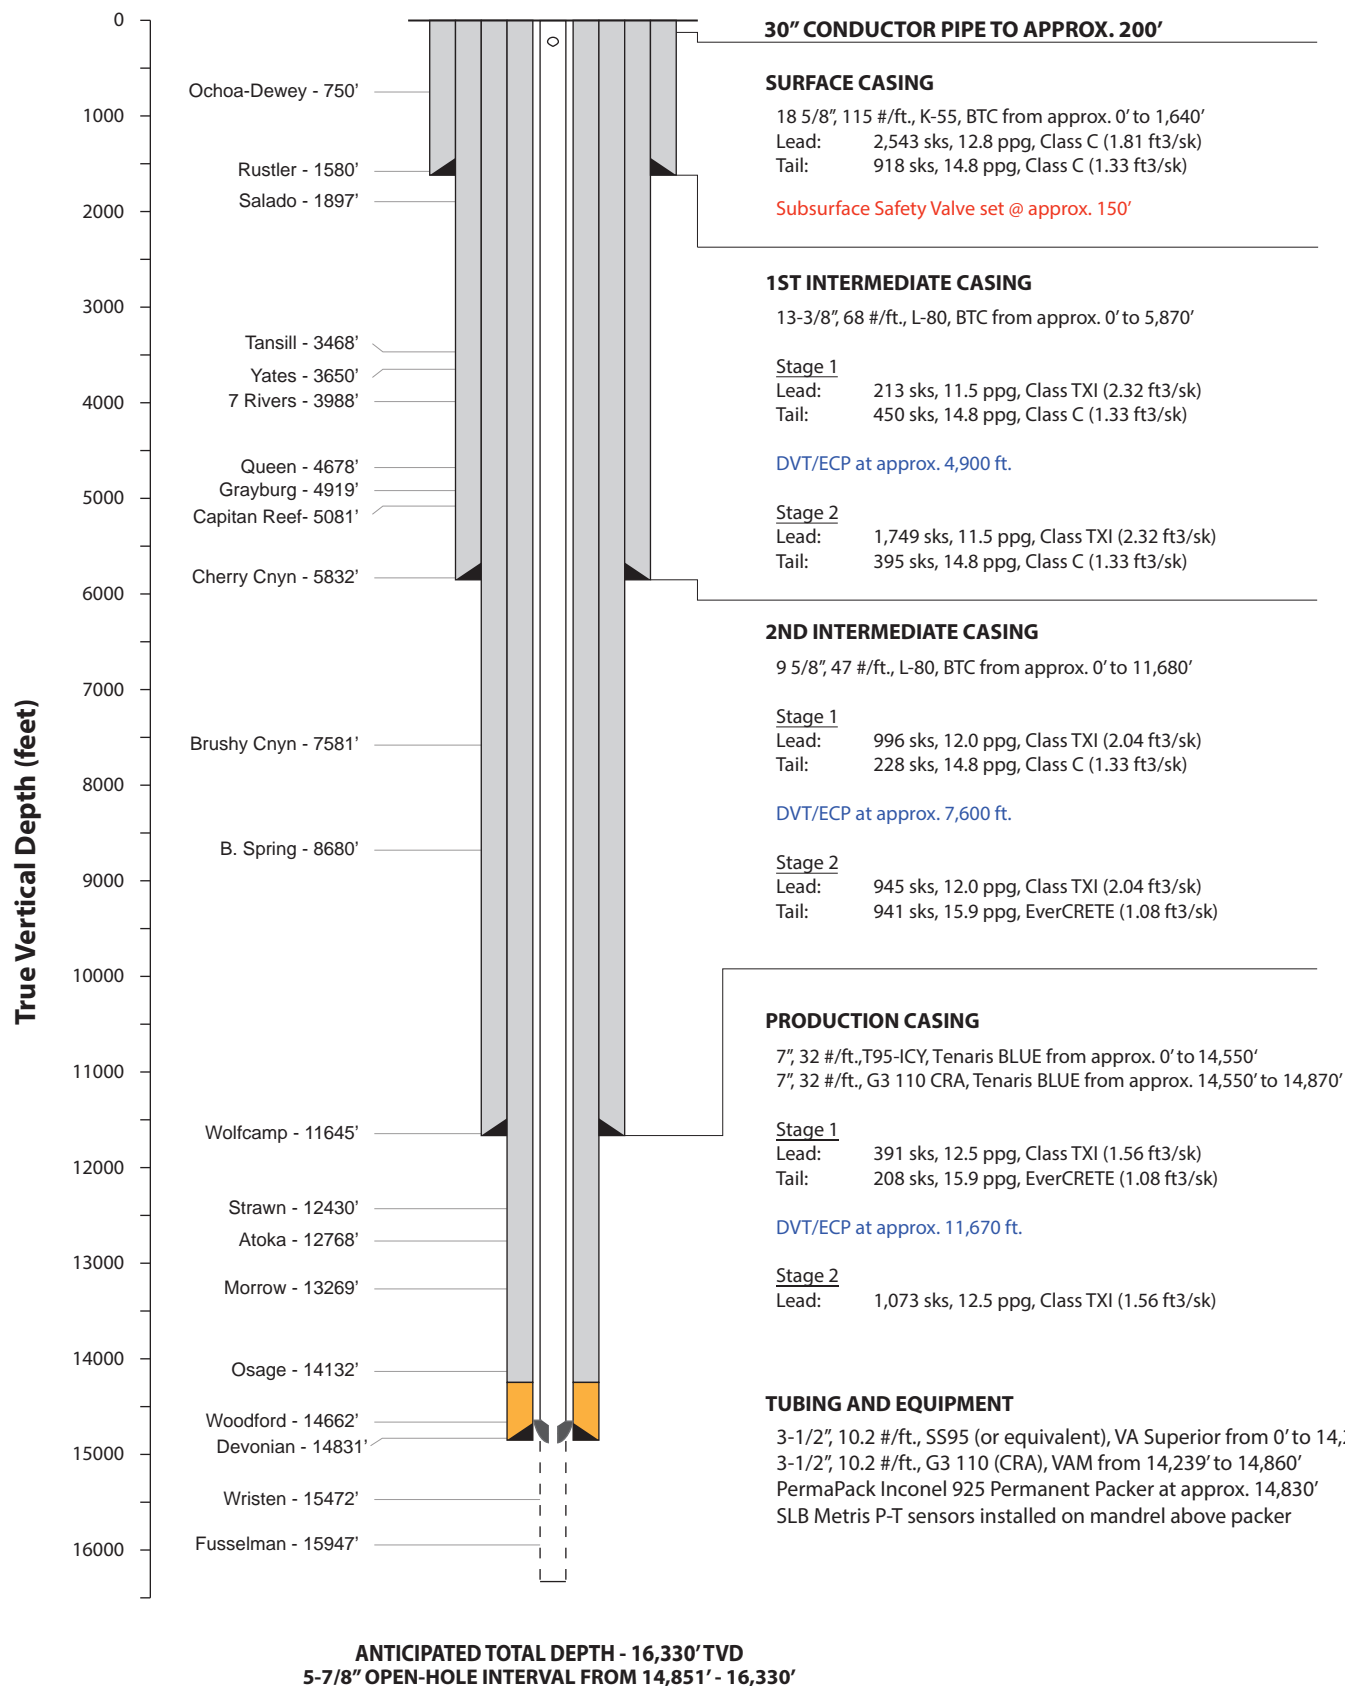 0
1000
2000
3000
4000
5000
6000
7000
8000
9000
10000
11000
12000
13000
14000
15000
16000
True Vertical Depth (feet)
Ochoa-Dewey - 750’
Rustler - 1580’
Salado - 1897’
Tansill - 3468’
Yates - 3650’
7 Rivers - 3988’
Queen - 4678’
Grayburg - 4919’
Capitan Reef- 5081’
Cherry Cnyn - 5832’
Brushy Cnyn - 7581’
B. Spring - 8680’
Wolfcamp - 11645’
Strawn - 12430’
Atoka - 12768’
Morrow - 13269’
Osage - 14132’
Woodford - 14662’
Devonian - 14831’
Wristen - 15472’
Fusselman - 15947’
30” CONDUCTOR PIPE TO APPROX. 200’
SURFACE CASING
18 5/8”, 115 #/ft., K-55, BTC from approx. 0’ to 1,640’
Lead: 2,543 sks, 12.8 ppg, Class C (1.81 ft3/sk)
Tail: 918 sks, 14.8 ppg, Class C (1.33 ft3/sk)
Subsurface Safety Valve set @ approx. 150’
1ST INTERMEDIATE CASING
13-3/8”, 68 #/ft., L-80, BTC from approx. 0’ to 5,870’
Stage 1
Lead: 213 sks, 11.5 ppg, Class TXI (2.32 ft3/sk)
Tail: 450 sks, 14.8 ppg, Class C (1.33 ft3/sk)
DVT/ECP at approx. 4,900 ft.
Stage 2
Lead: 1,749 sks, 11.5 ppg, Class TXI (2.32 ft3/sk)
Tail: 395 sks, 14.8 ppg, Class C (1.33 ft3/sk)
2ND INTERMEDIATE CASING
9 5/8”, 47 #/ft., L-80, BTC from approx. 0’ to 11,680’
Stage 1
Lead: 996 sks, 12.0 ppg, Class TXI (2.04 ft3/sk)
Tail: 228 sks, 14.8 ppg, Class C (1.33 ft3/sk)
DVT/ECP at approx. 7,600 ft.
Stage 2
Lead: 945 sks, 12.0 ppg, Class TXI (2.04 ft3/sk)
Tail: 941 sks, 15.9 ppg, EverCRETE (1.08 ft3/sk)
PRODUCTION CASING
7”, 32 #/ft.,T95-ICY, Tenaris BLUE from approx. 0’ to 14,550’
7”, 32 #/ft., G3 110 CRA, Tenaris BLUE from approx. 14,550’ to 14,870’
Stage 1
Lead: 391 sks, 12.5 ppg, Class TXI (1.56 ft3/sk)
Tail: 208 sks, 15.9 ppg, EverCRETE (1.08 ft3/sk)
DVT/ECP at approx. 11,670 ft.
Stage 2
Lead: 1,073 sks, 12.5 ppg, Class TXI (1.56 ft3/sk)
TUBING AND EQUIPMENT
3-1/2”, 10.2 #/ft., SS95 (or equivalent), VA Superior from 0’ to
3-1/2”, 10.2 #/ft., G3 110 (CRA), VAM from 14,239’ to 14,860’
PermaPack Inconel 925 Permanent Packer at approx. 14,830’
SLB Metris P-T sensors installed on mandrel above packer
ANTICIPATED TOTAL DEPTH - 16,330’ TVD
5-7/8” OPEN-HOLE INTERVAL FROM 14,851’ - 16,330’